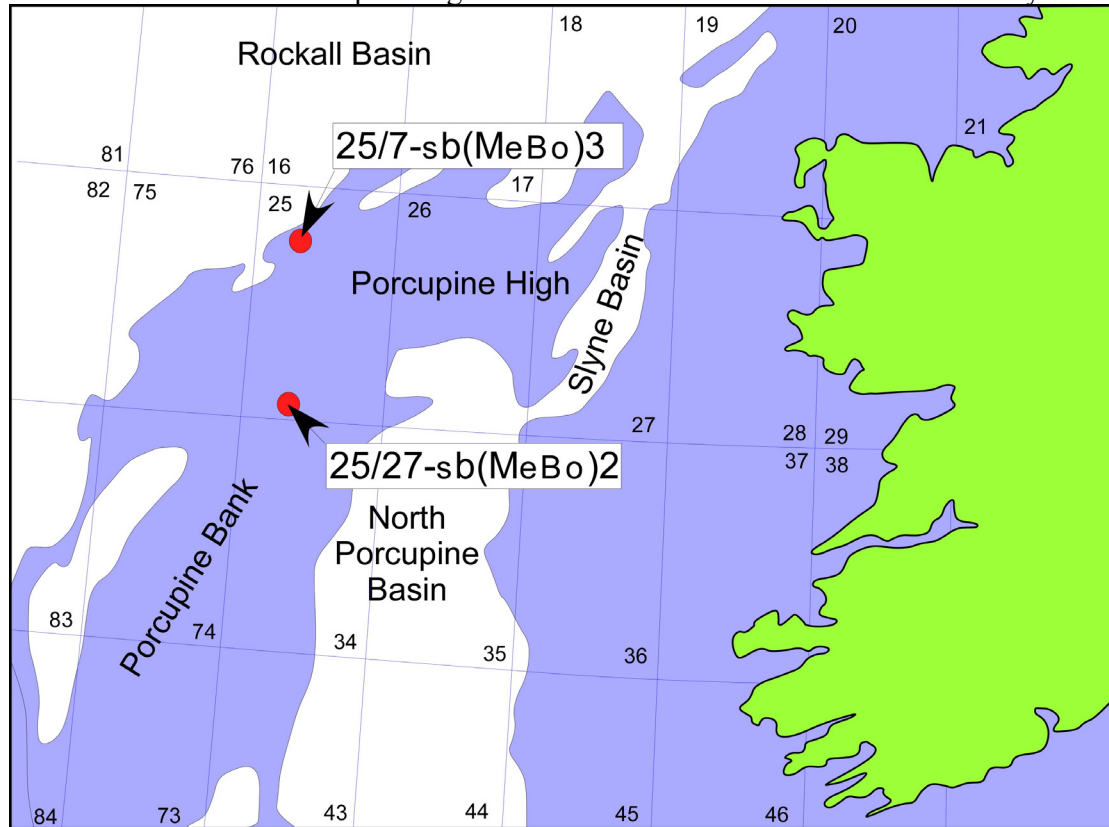 18
19
20
Rockall Basin
21
25/7-sb(MeBo)3
81
76 16
82 75
17
25
26
Porcupine High
Slyne Basin
27
28 29
37 38
25/27-sb(MeBo)2
Porcupine Bank
North
Porcupine
Basin
83
74
34
35
36
84
73
43
44
45
46